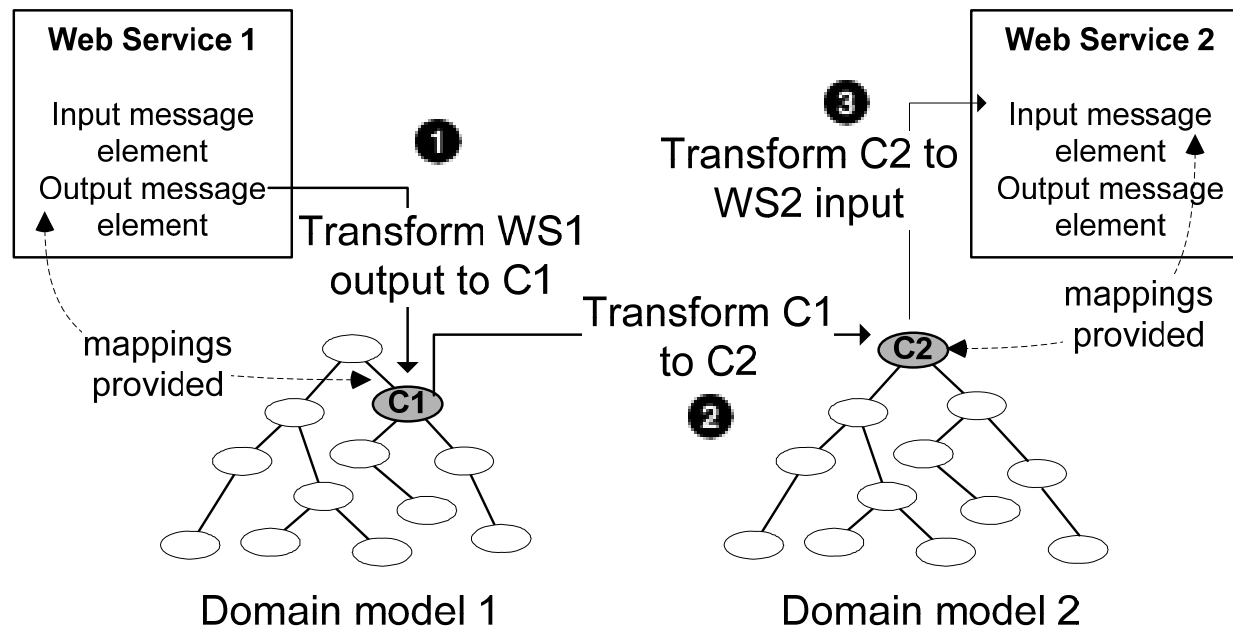 Web Service 1
Input message
element
Output message
element
1
Transform WS1
output to C1
mappings
provided
C1
Domain model 1
Transform C1
to C2
2
3
Transform C2 to
WS2 input
Web Service 2
Input message
element
Output message
element
mappings
provided
C2
Domain model 2